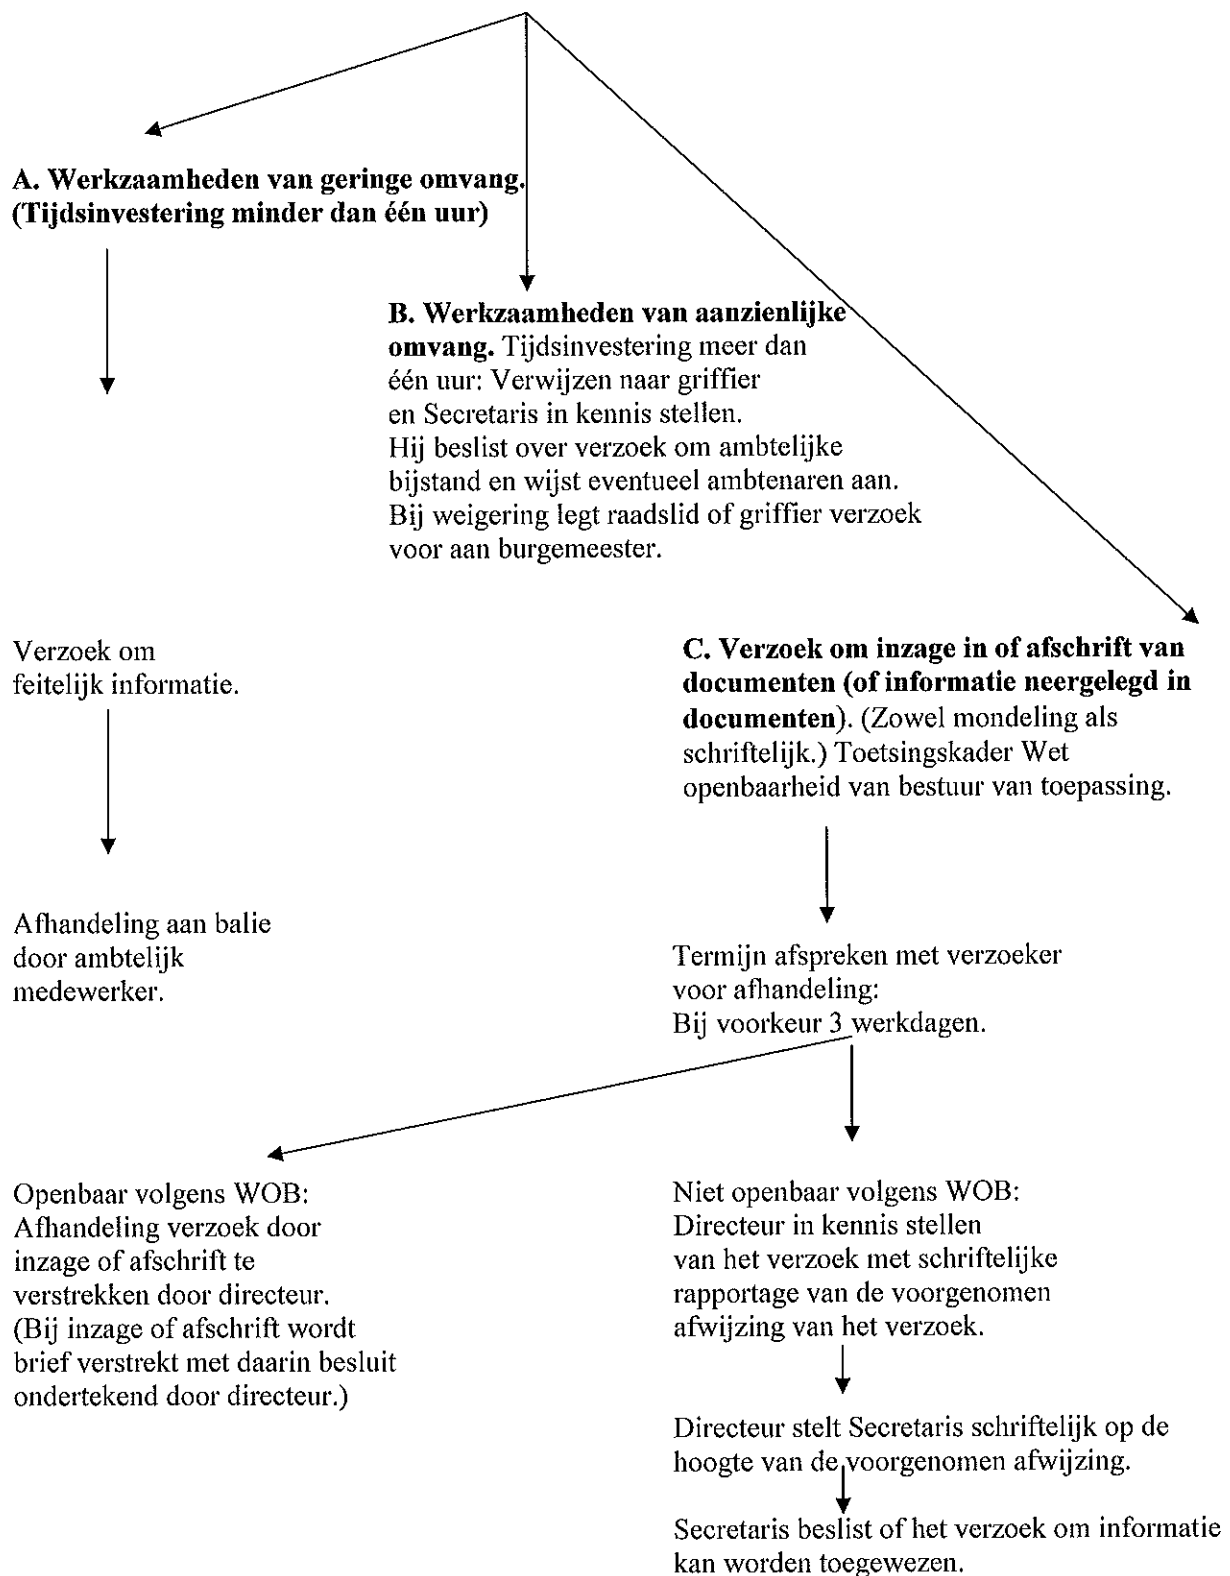 A. Werkzaamheden van geringe omvang.
(Tijdsinvestering minder dan één uur)
B. Werkzaamheden van aanzienlijke
omvang. Tijdsinvestering meer dan
één uur: Verwijzen naar griffier
en Secretaris in kennis stellen.
Hij beslist over verzoek om ambtelijke
bijstand en wijst eventueel ambtenaren aan.
Bij weigering legt raadslid of griffier verzoek
voor aan burgemeester.
Verzoek om
feitelijk informatie.
C. Verzoek om inzage in of afschrift van
documenten (of informatie neergelegd in
documenten). (Zowel mondeling als
schriftelijk.) Toetsingskader Wet
openbaarheid van bestuur van toepassing.
Afhandeling aan balie
door ambtelijk
medewerker.
Termijn afspreken met verzoeker
voor afhandeling:
Bij voorkeur 3 werkdagen.
Openbaar volgens WOB:
Afhandeling verzoek door
inzage of afschrift te
verstrekken door directeur.
(Bij inzage of afschrift wordt
brief verstrekt met daarin besluit
ondertekend door directeur.)
Niet openbaar volgens WOB:
Directeur in kennis stellen
van het verzoek met schriftelijke
rapportage van de voorgenomen
afwijzing van het verzoek.
Directeur stelt Secretaris schriftelijk op de
hoogte van de voorgenomen afwijzing.
Secretaris beslist of het verzoek om informatie
kan worden toegewezen.